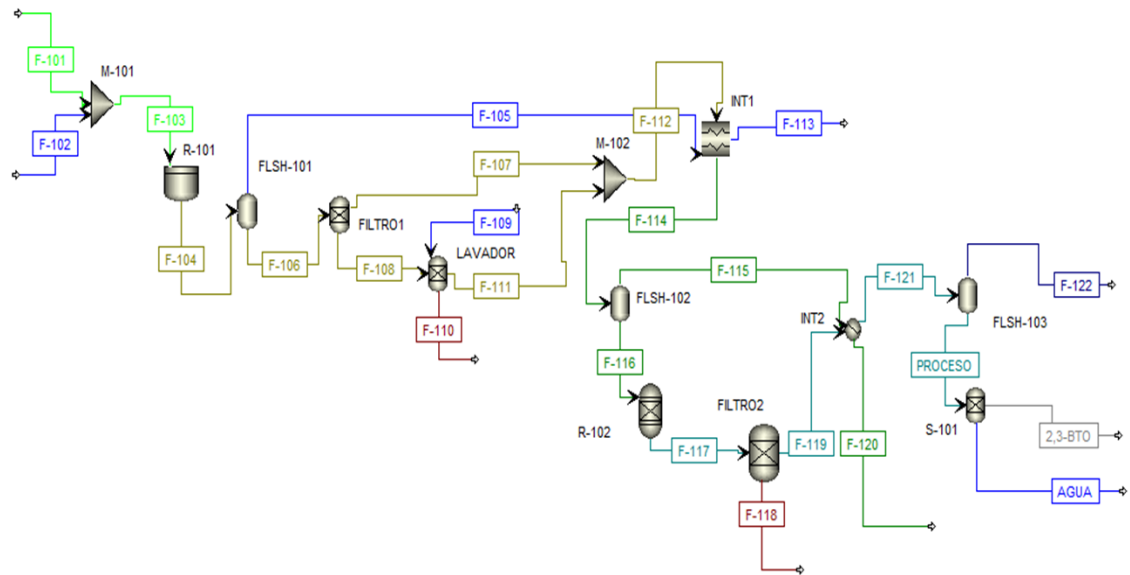 F-101
M-101
F-102
F-103
R-101
F-104
FLSH-101
F-105
F-106
FILTRO1
F-107
F-108
F-109
LAVADOR
F-110
F-111
M-102
F-112
INT1
F-113
F-114
FLSH-102
F-115
F-116
R-102
F-117
FILTRO2
F-118
F-119
INT2
F-120
F-121
FLSH-103
F-122
PROCESO
S-101
2,3-BTO
AGUA